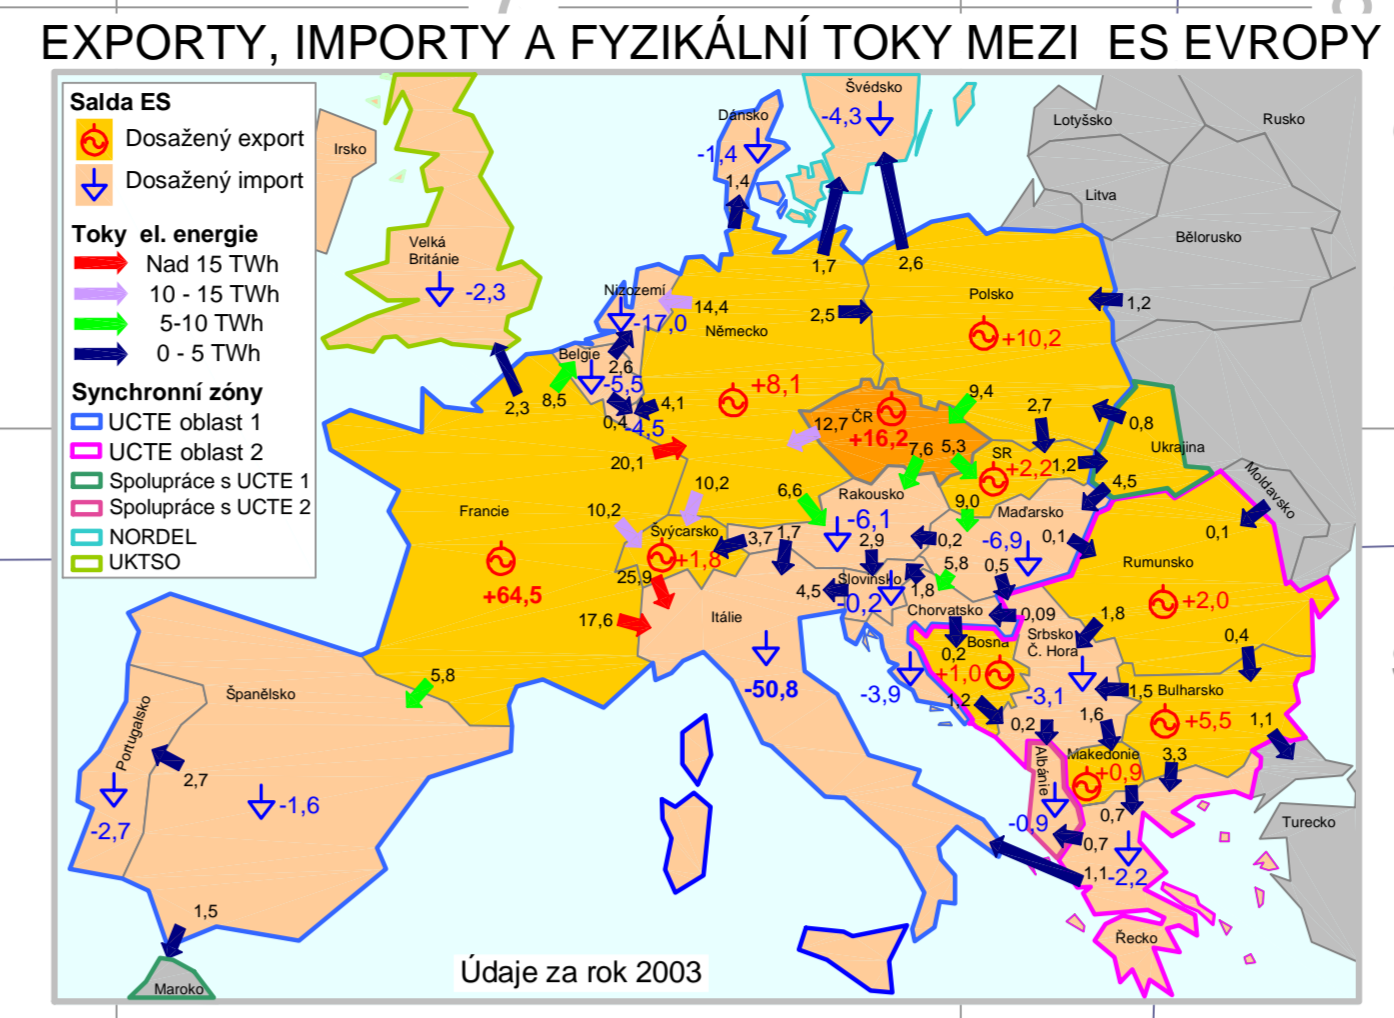 EXPORTY, IMPORTY A FYZIKÁLNÍ TOKY MEZI ES EVROPY
Salda ES
Dosažený export
Dosažený import
Toky el. energie
Nad 15 TWh
10 - 15 TWh
5-10 TWh
0 - 5 TWh
Synchronní zóny
UCTE oblast 1
UCTE oblast 2
Spolupráce s UCTE 1
Spolupráce s UCTE 2
NORDEL
UKTSO
Irsko
Velká
Británie
-2,3
Dánsko
-1,4
1,4
Švédsko
-4,3
1,7
2,6
Lotyšsko
Rusko
Litva
Bělorusko
Nizozemí
-17,0
14,4
Německo
+8,1
2,5
Polsko
+10,2
1,2
Belgie
2,6
-5,5
2,3
8,5
0,4
4,1
-4,5
20,1
10,2
12,7
ČR
+16,2
9,4
7,6
5,3
2,7
0,8
SR
+2,2
1,2
Ukrajina
4,5
Moldavsko
0,1
Francie
+64,5
10,2
Švýcarsko
+1,8
3,7
1,7
6,6
Rakousko
-6,1
2,9
9,0
Maďarsko
-6,9
0,2
0,1
Rumunsko
+2,0
25,9
17,6
Itálie
-50,8
4,5
Slovinsko
-0,2
1,8
5,8
0,5
Chorvatsko
0,09
-3,9
0,2
Bosna
+1,0
1,2
Srbsko
Č. Hora
-3,1
1,8
0,4
1,5
Bulharsko
+5,5
1,1
0,2
1,6
Makedonie
+0,9
3,3
Albánie
-0,9
0,7
0,7
1,1
-2,2
Řecko
Turecko
5,8
Španělsko
-1,6
Portugalsko
-2,7
2,7
1,5
Maroko
Údaje za rok 2003